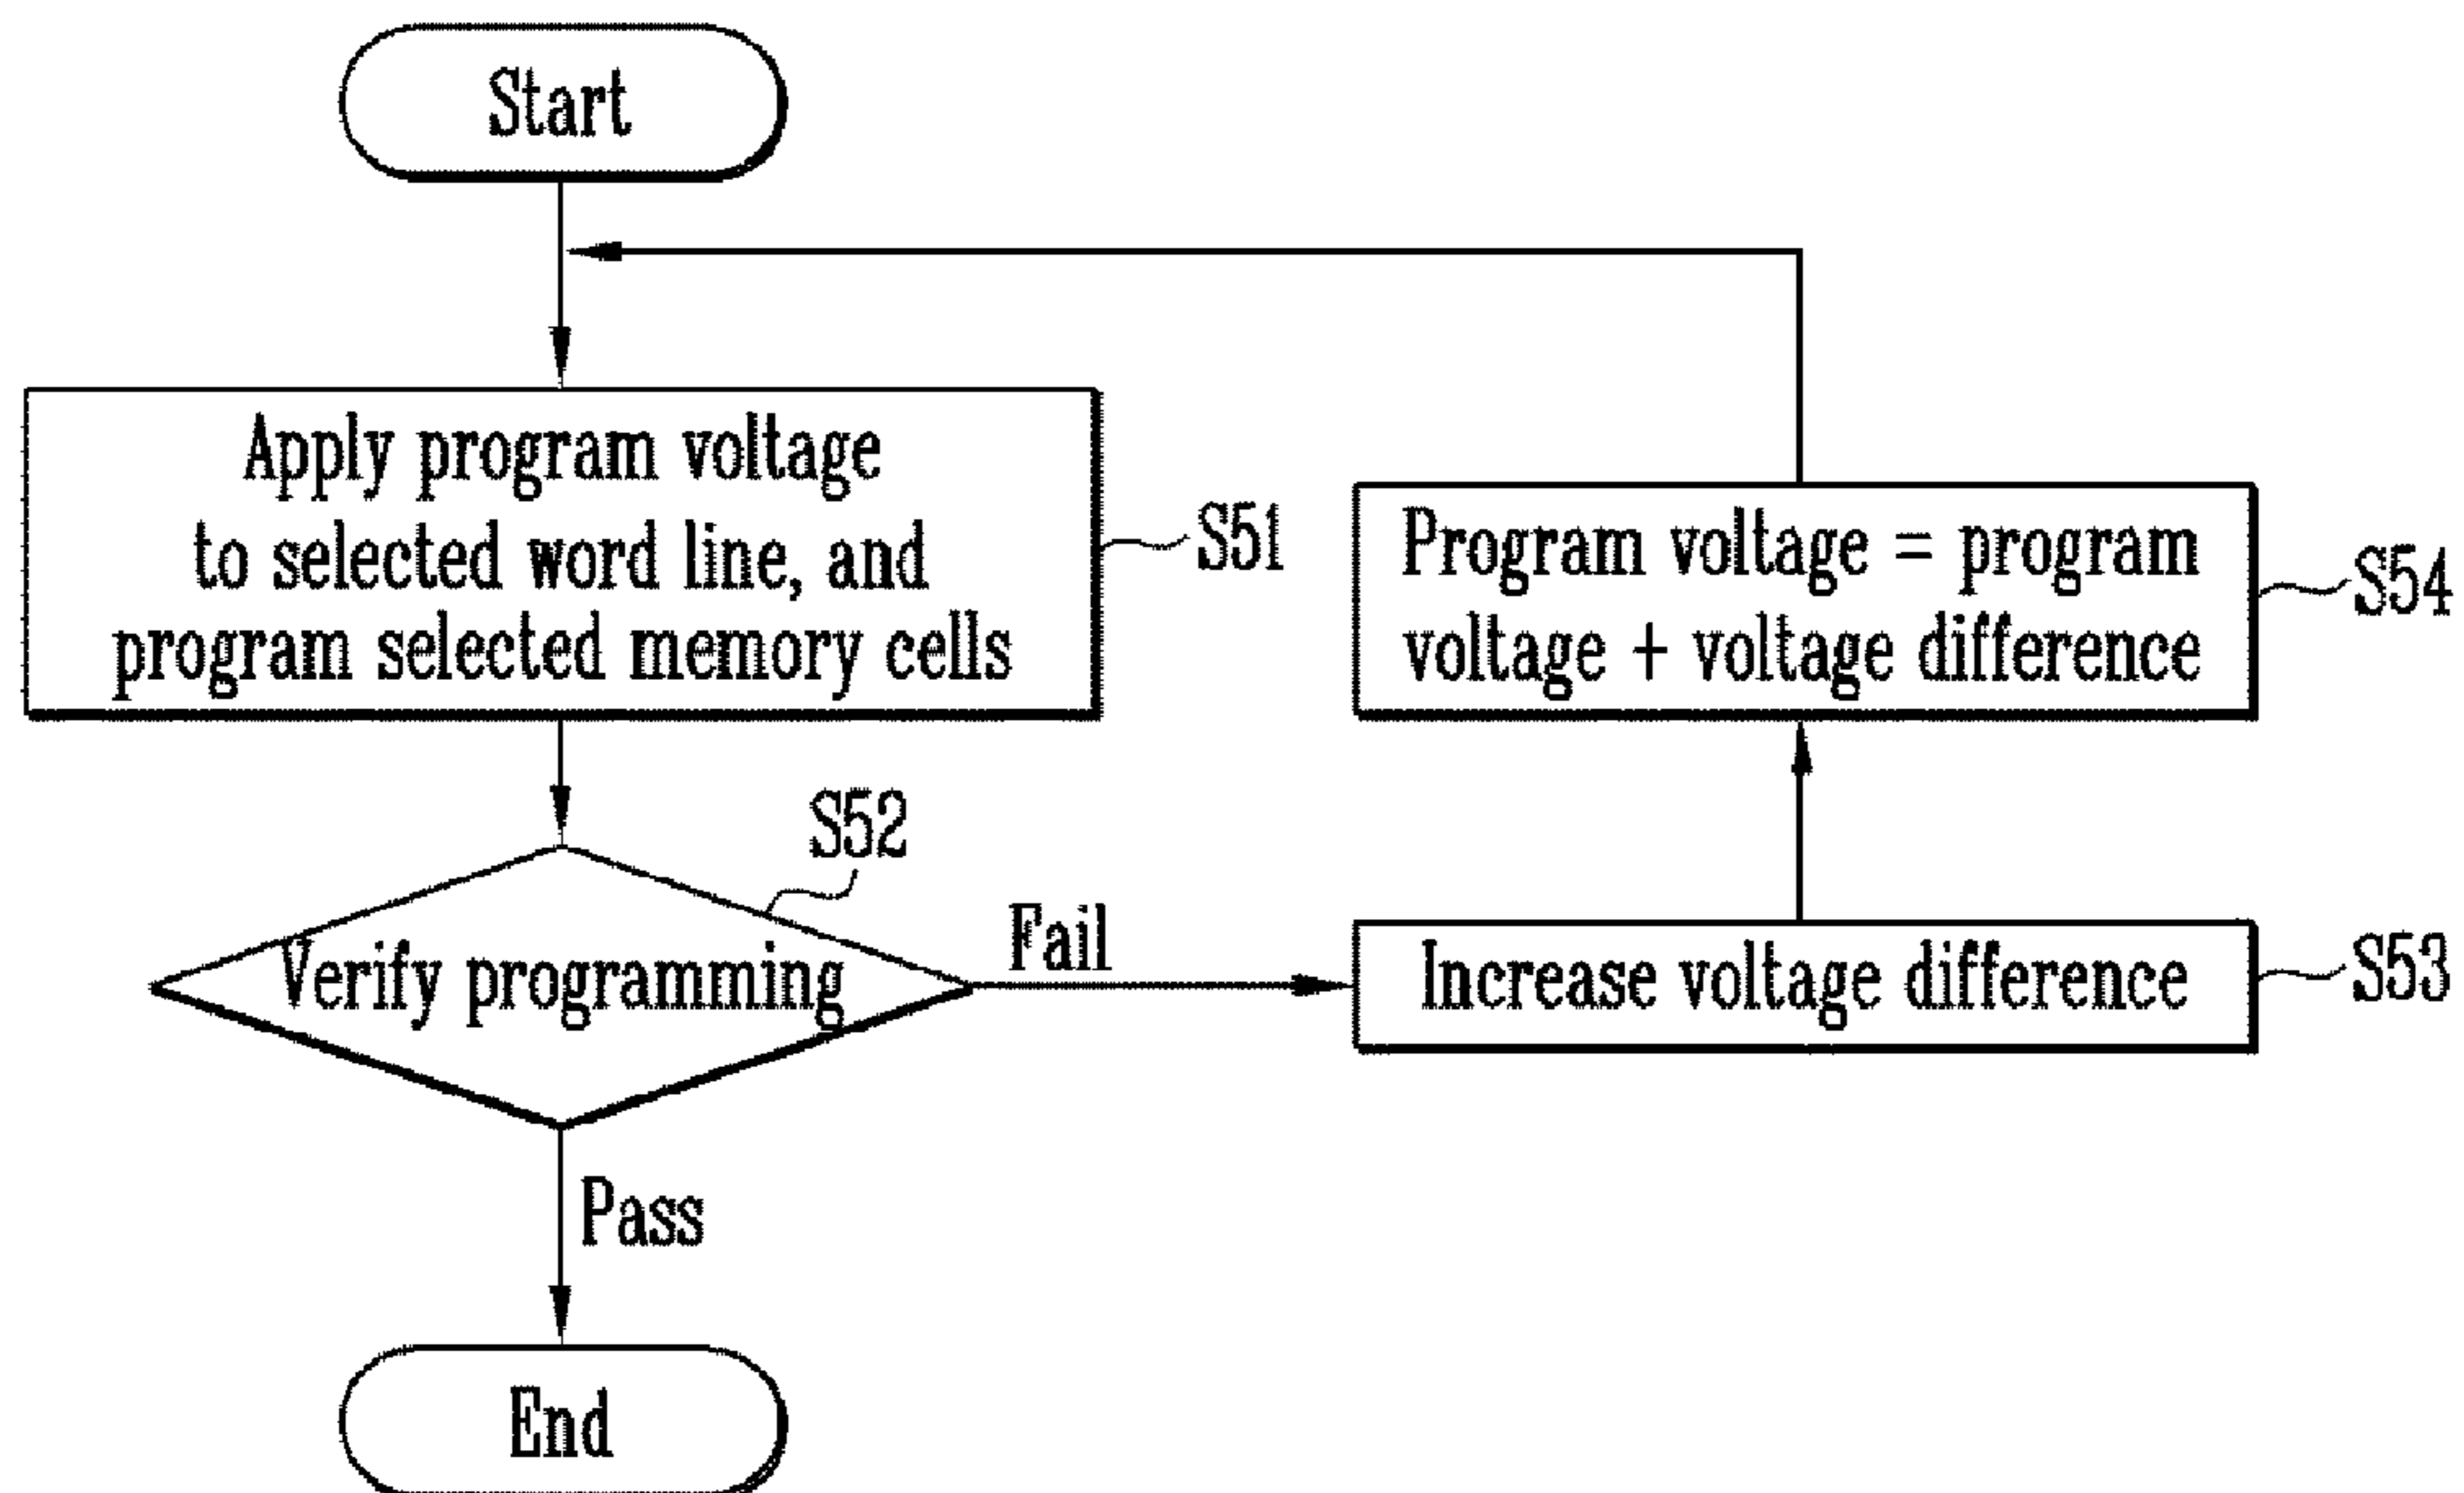 Start
Apply program voltage
to selected word line, and
program selected memory cells
S51
S52
Verify programming
Fail
Pass
End
Increase voltage difference
S53
Program voltage = program
voltage + voltage difference
S54